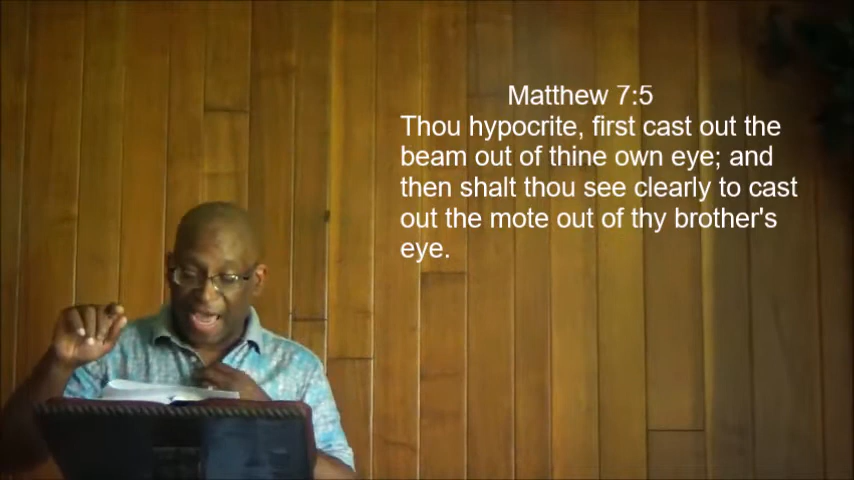 Matthew 7:5
Thou hypocrite, first cast out the
beam out of thine own eye; and
then shalt thou see clearly to cast
out the mote out of thy brother's
eye.